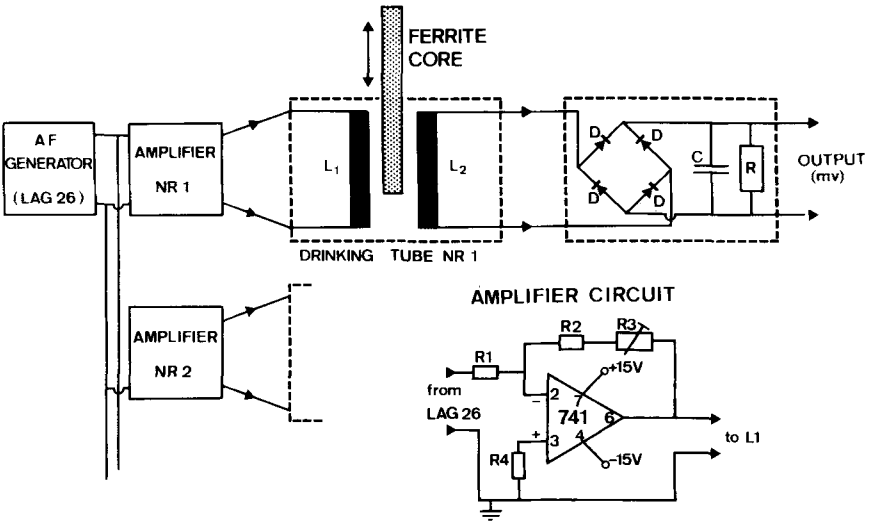 FERRITE
CORE
A F
GENERATOR
(LAG 26)
AMPLIFIER
NR 1
L1
L2
D
D
D
D
C
R
OUTPUT
(mv)
DRINKING TUBE NR 1
AMPLIFIER
NR 2
AMPLIFIER CIRCUIT
R1
R2
R3
+15V
from
LAG 26
2
7
-
741
6
+
3
4
R4
-15V
to L1